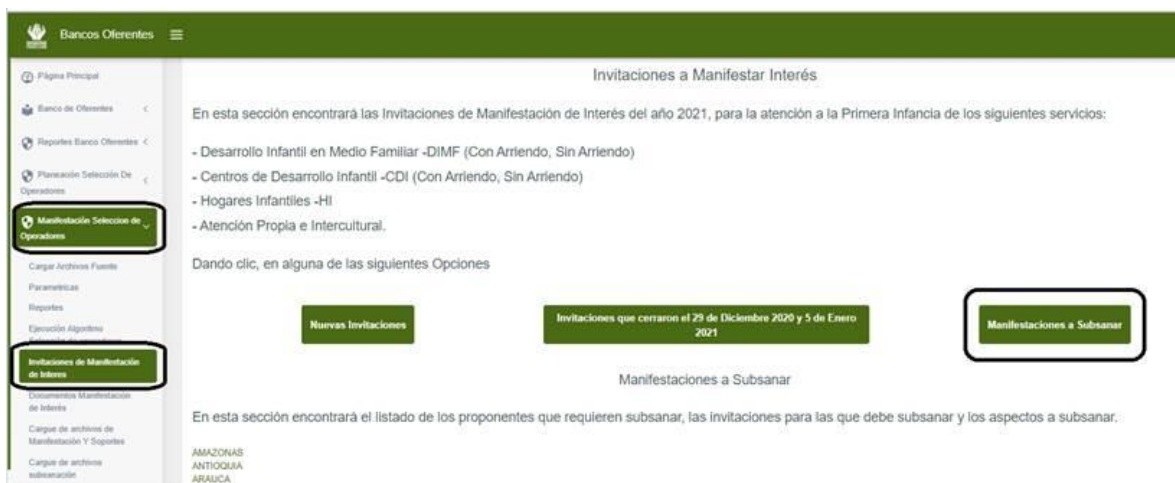 Bancos Oferentes
Página Principal
Banco de Oferentes
Reportes Banco Oferentes
Planeación Selección De
Operadores
Manifestación Seleccion de
Operadores
Cargar Archivos Fuente
Parametricas
Reportes
Ejecución Algoritmo
Selección de operadores
Invitaciones de Manifestación
de Interes
Documentos Manifestación
de Interés
Cargue de archivos de
Manifestación Y Soportes
Cargue de archivos
subsanación
Invitaciones a Manifestar Interés
En esta sección encontrará las Invitaciones de Manifestación de Interés del año 2021, para la atención a la Primera Infancia de los siguientes servicios:
- Desarrollo Infantil en Medio Familiar -DIMF (Con Arriendo, Sin Arriendo)
- Centros de Desarrollo Infantil -CDI (Con Arriendo, Sin Arriendo)
- Hogares Infantiles -HI
- Atención Propia e Intercultural.
Dando clic, en alguna de las siguientes Opciones
Nuevas Invitaciones
Invitaciones que cerraron el 29 de Diciembre 2020 y 5 de Enero
2021
Manifestaciones a Subsanar
Manifestaciones a Subsanar
En esta sección encontrará el listado de los proponentes que requieren subsanar, las invitaciones para las que debe subsanar y los aspectos a subsanar.
AMAZONAS
ANTIOQUIA
ARAUCA